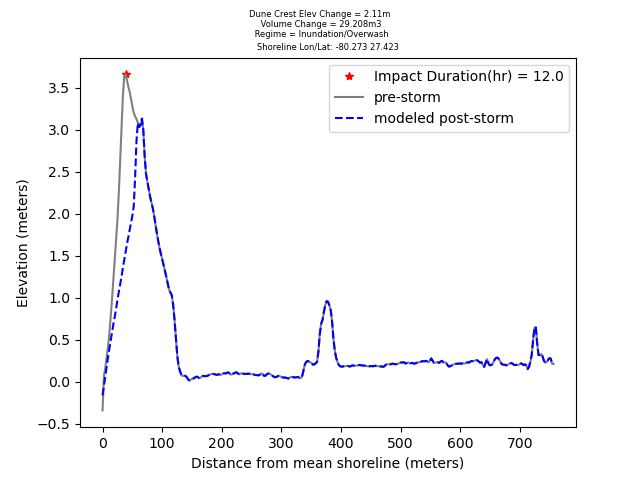 Dune Crest Elev Change = 2.11m
Volume Change = 29.208m3
Regime = Inundation/Overwash
Shoreline Lon/Lat: -80.273 27.423
Impact Duration(hr) = 12.0
pre-storm
modeled post-storm
Elevation (meters)
3.5
3.0
2.5
2.0
1.5
1.0
0.5
0.0
−0.5
0 100 200 300 400 500 600 700
Distance from mean shoreline (meters)